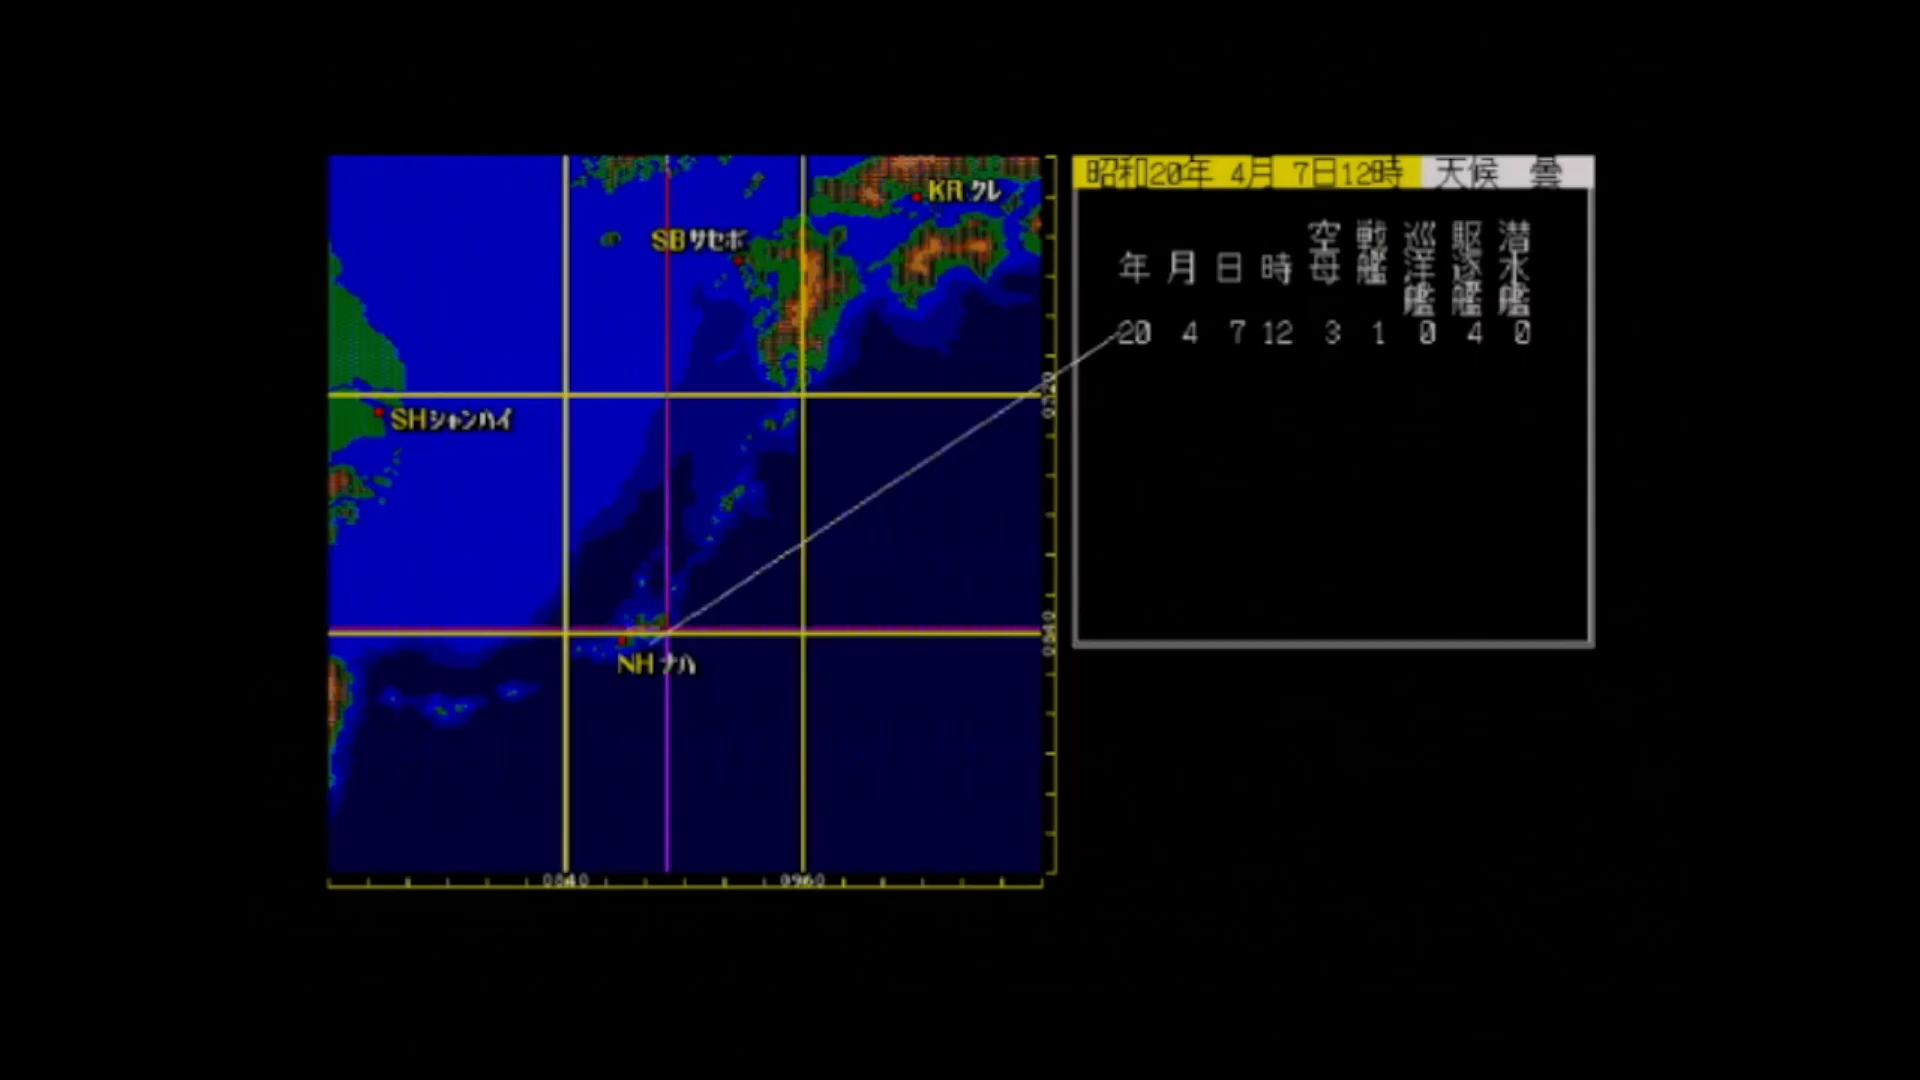 昭和20年 4月 7日12時 天候 曇
KR クレ
SB サセボ
SH シャンハイ
NH ナハ
0840 0960
0720
0840
年 月 日 時 空母 戦艦 巡洋艦 駆逐艦 潜水艦
20 4 7 12 3 1 0 4 0